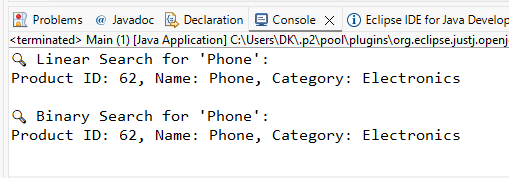 Problems @ Javadoc Declaration Console × Eclipse IDE for Java Develop
<terminated> Main (1) [Java Application] C:\Users\DK\.p2\pool\plugins\org.eclipse.justj.openj
🔍 Linear Search for 'Phone':
Product ID: 62, Name: Phone, Category: Electronics
🔍 Binary Search for 'Phone':
Product ID: 62, Name: Phone, Category: Electronics